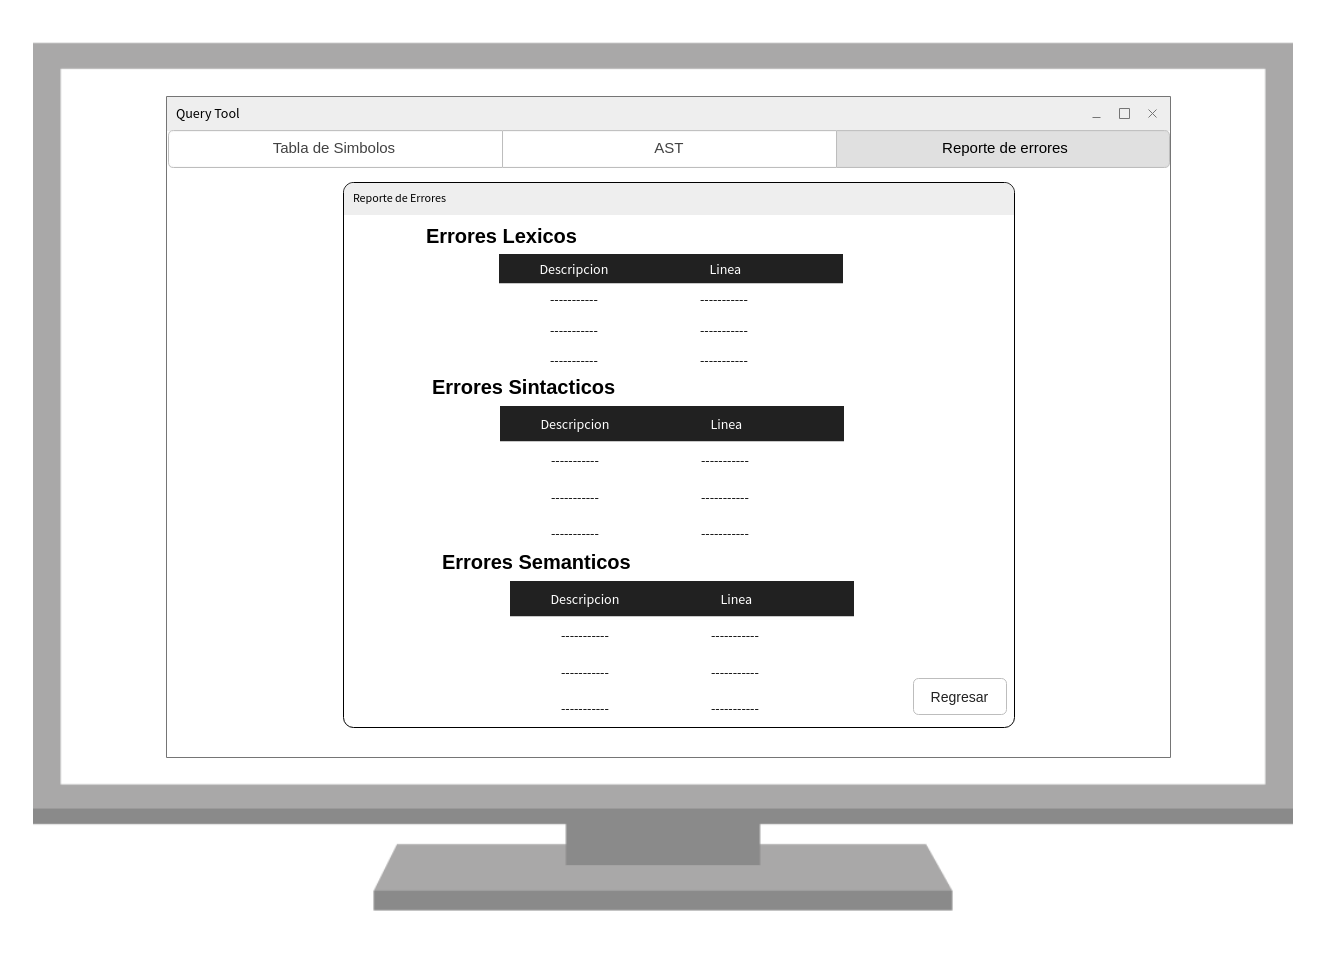 Query Tool
Tabla de Simbolos AST Reporte de errores
Reporte de Errores
Errores Lexicos
Descripcion Linea
----------- -----------
----------- -----------
----------- -----------
Errores Sintacticos
Descripcion Linea
----------- -----------
----------- -----------
----------- -----------
Errores Semanticos
Descripcion Linea
----------- -----------
----------- -----------
Regresar
----------- -----------